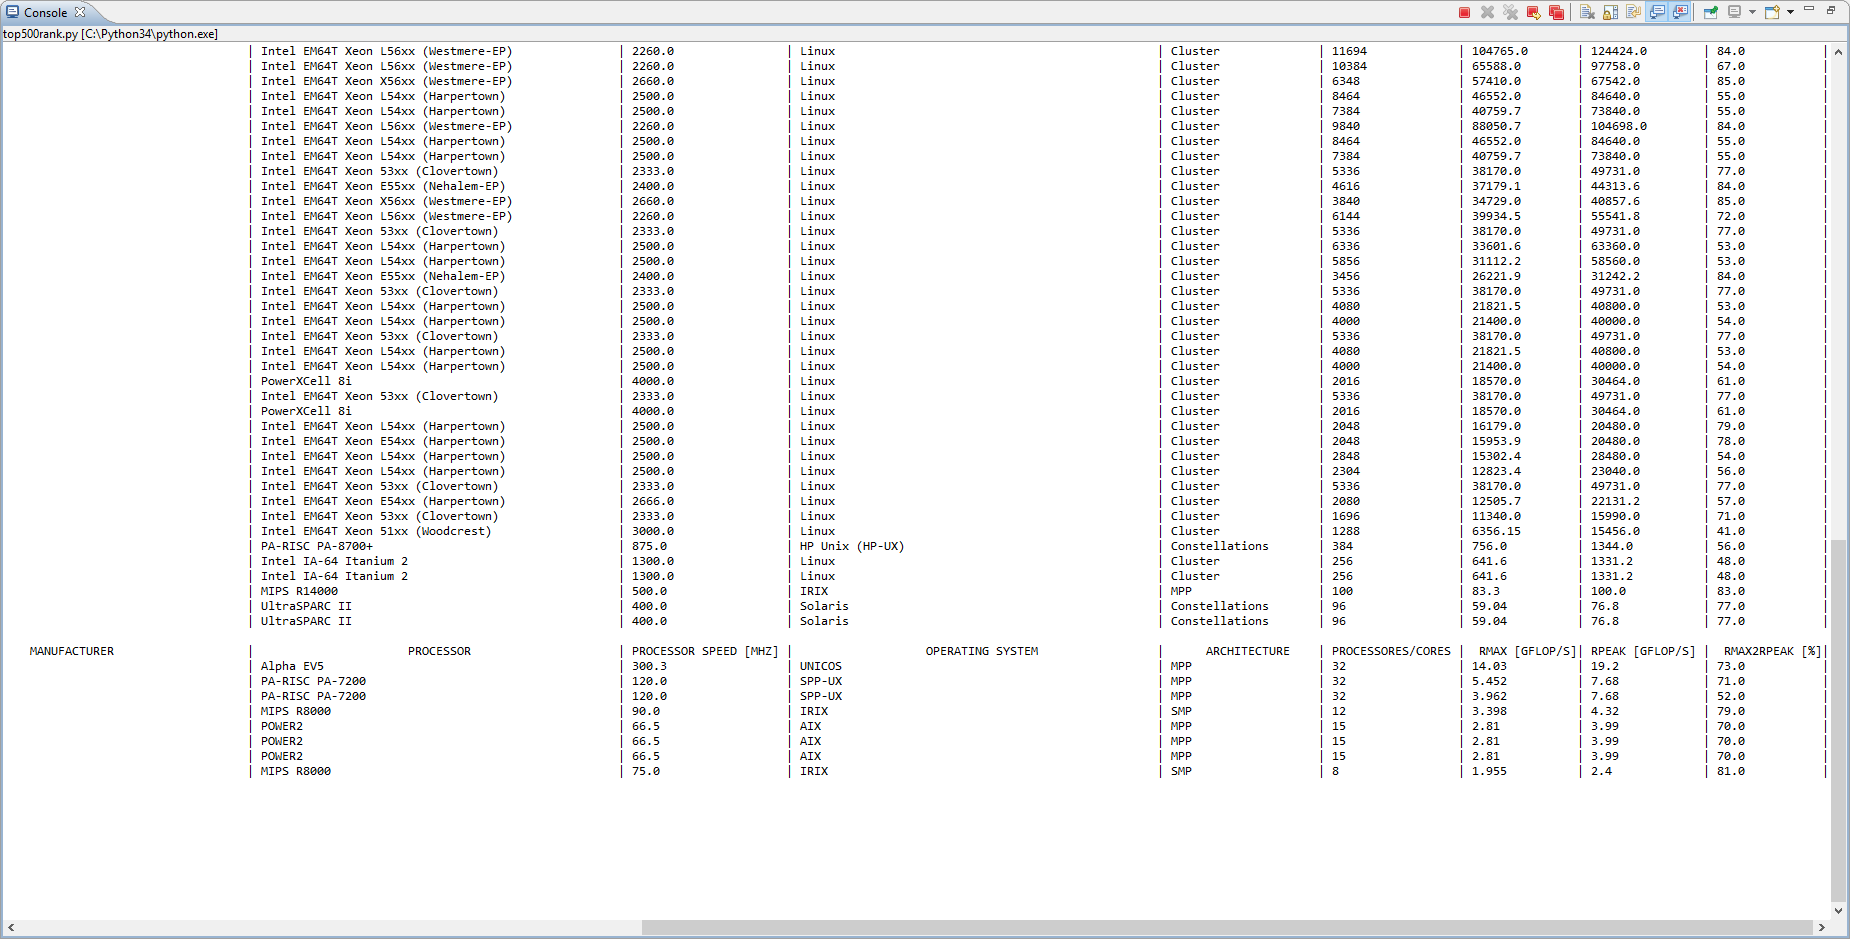 Console
top500rank.py [C:\Python34\python.exe]
| Intel EM64T Xeon L56xx (Westmere-EP) | 2260.0 | Linux | Cluster | 11694 | 104765.0 | 124424.0 | 84.0 |
| Intel EM64T Xeon L56xx (Westmere-EP) | 2260.0 | Linux | Cluster | 10384 | 65588.0 | 97758.0 | 67.0 |
| Intel EM64T Xeon X56xx (Westmere-EP) | 2660.0 | Linux | Cluster | 6348 | 57410.0 | 67542.0 | 85.0 |
| Intel EM64T Xeon L54xx (Harpertown) | 2500.0 | Linux | Cluster | 8464 | 46552.0 | 84640.0 | 55.0 |
| Intel EM64T Xeon L54xx (Harpertown) | 2500.0 | Linux | Cluster | 7384 | 40759.7 | 73840.0 | 55.0 |
| Intel EM64T Xeon L56xx (Westmere-EP) | 2260.0 | Linux | Cluster | 9840 | 88050.7 | 104698.0 | 84.0 |
| Intel EM64T Xeon L54xx (Harpertown) | 2500.0 | Linux | Cluster | 8464 | 46552.0 | 84640.0 | 55.0 |
| Intel EM64T Xeon L54xx (Harpertown) | 2500.0 | Linux | Cluster | 7384 | 40759.7 | 73840.0 | 55.0 |
| Intel EM64T Xeon 53xx (Clovertown) | 2333.0 | Linux | Cluster | 5336 | 38170.0 | 49731.0 | 77.0 |
| Intel EM64T Xeon E55xx (Nehalem-EP) | 2400.0 | Linux | Cluster | 4616 | 37179.1 | 44313.6 | 84.0 |
| Intel EM64T Xeon X56xx (Westmere-EP) | 2660.0 | Linux | Cluster | 3840 | 34729.0 | 40857.6 | 85.0 |
| Intel EM64T Xeon L56xx (Westmere-EP) | 2260.0 | Linux | Cluster | 6144 | 39934.5 | 55541.8 | 72.0 |
| Intel EM64T Xeon 53xx (Clovertown) | 2333.0 | Linux | Cluster | 5336 | 38170.0 | 49731.0 | 77.0 |
| Intel EM64T Xeon L54xx (Harpertown) | 2500.0 | Linux | Cluster | 6336 | 33601.6 | 63360.0 | 53.0 |
| Intel EM64T Xeon L54xx (Harpertown) | 2500.0 | Linux | Cluster | 5856 | 31112.2 | 58560.0 | 53.0 |
| Intel EM64T Xeon E55xx (Nehalem-EP) | 2400.0 | Linux | Cluster | 3456 | 26221.9 | 31242.2 | 84.0 |
| Intel EM64T Xeon 53xx (Clovertown) | 2333.0 | Linux | Cluster | 5336 | 38170.0 | 49731.0 | 77.0 |
| Intel EM64T Xeon L54xx (Harpertown) | 2500.0 | Linux | Cluster | 4080 | 21821.5 | 40800.0 | 53.0 |
| Intel EM64T Xeon L54xx (Harpertown) | 2500.0 | Linux | Cluster | 4000 | 21400.0 | 40000.0 | 54.0 |
| Intel EM64T Xeon 53xx (Clovertown) | 2333.0 | Linux | Cluster | 5336 | 38170.0 | 49731.0 | 77.0 |
| Intel EM64T Xeon L54xx (Harpertown) | 2500.0 | Linux | Cluster | 4080 | 21821.5 | 40800.0 | 53.0 |
| Intel EM64T Xeon L54xx (Harpertown) | 2500.0 | Linux | Cluster | 4000 | 21400.0 | 40000.0 | 54.0 |
| PowerXCell 8i | 4000.0 | Linux | Cluster | 2016 | 18570.0 | 30464.0 | 61.0 |
| Intel EM64T Xeon 53xx (Clovertown) | 2333.0 | Linux | Cluster | 5336 | 38170.0 | 49731.0 | 77.0 |
| PowerXCell 8i | 4000.0 | Linux | Cluster | 2016 | 18570.0 | 30464.0 | 61.0 |
| Intel EM64T Xeon L54xx (Harpertown) | 2500.0 | Linux | Cluster | 2048 | 16179.0 | 20480.0 | 79.0 |
| Intel EM64T Xeon E54xx (Harpertown) | 2500.0 | Linux | Cluster | 2048 | 15953.9 | 20480.0 | 78.0 |
| Intel EM64T Xeon L54xx (Harpertown) | 2500.0 | Linux | Cluster | 2848 | 15302.4 | 28480.0 | 54.0 |
| Intel EM64T Xeon L54xx (Harpertown) | 2500.0 | Linux | Cluster | 2304 | 12823.4 | 23040.0 | 56.0 |
| Intel EM64T Xeon 53xx (Clovertown) | 2333.0 | Linux | Cluster | 5336 | 38170.0 | 49731.0 | 77.0 |
| Intel EM64T Xeon E54xx (Harpertown) | 2666.0 | Linux | Cluster | 2080 | 12505.7 | 22131.2 | 57.0 |
| Intel EM64T Xeon 53xx (Clovertown) | 2333.0 | Linux | Cluster | 1696 | 11340.0 | 15990.0 | 71.0 |
| Intel EM64T Xeon 51xx (Woodcrest) | 3000.0 | Linux | Cluster | 1288 | 6356.15 | 15456.0 | 41.0 |
| PA-RISC PA-8700+ | 875.0 | HP Unix (HP-UX) | Constellations | 384 | 756.0 | 1344.0 | 56.0 |
| Intel IA-64 Itanium 2 | 1300.0 | Linux | Cluster | 256 | 641.6 | 1331.2 | 48.0 |
| Intel IA-64 Itanium 2 | 1300.0 | Linux | Cluster | 256 | 641.6 | 1331.2 | 48.0 |
| MIPS R14000 | 500.0 | IRIX | MPP | 100 | 83.3 | 100.0 | 83.0 |
| UltraSPARC II | 400.0 | Solaris | Constellations | 96 | 59.04 | 76.8 | 77.0 |
| UltraSPARC II | 400.0 | Solaris | Constellations | 96 | 59.04 | 76.8 | 77.0 |
MANUFACTURER | PROCESSOR | PROCESSOR SPEED [MHZ] | OPERATING SYSTEM | ARCHITECTURE | PROCESSORES/CORES | RMAX [GFLOP/S]| RPEAK [GFLOP/S] | RMAX2RPEAK [%]|
| Alpha EV5 | 300.3 | UNICOS | MPP | 32 | 14.03 | 19.2 | 73.0 |
| PA-RISC PA-7200 | 120.0 | SPP-UX | MPP | 32 | 5.452 | 7.68 | 71.0 |
| PA-RISC PA-7200 | 120.0 | SPP-UX | MPP | 32 | 3.962 | 7.68 | 52.0 |
| MIPS R8000 | 90.0 | IRIX | SMP | 12 | 3.398 | 4.32 | 79.0 |
| POWER2 | 66.5 | AIX | MPP | 15 | 2.81 | 3.99 | 70.0 |
| POWER2 | 66.5 | AIX | MPP | 15 | 2.81 | 3.99 | 70.0 |
| POWER2 | 66.5 | AIX | MPP | 15 | 2.81 | 3.99 | 70.0 |
| MIPS R8000 | 75.0 | IRIX | SMP | 8 | 1.955 | 2.4 | 81.0 |